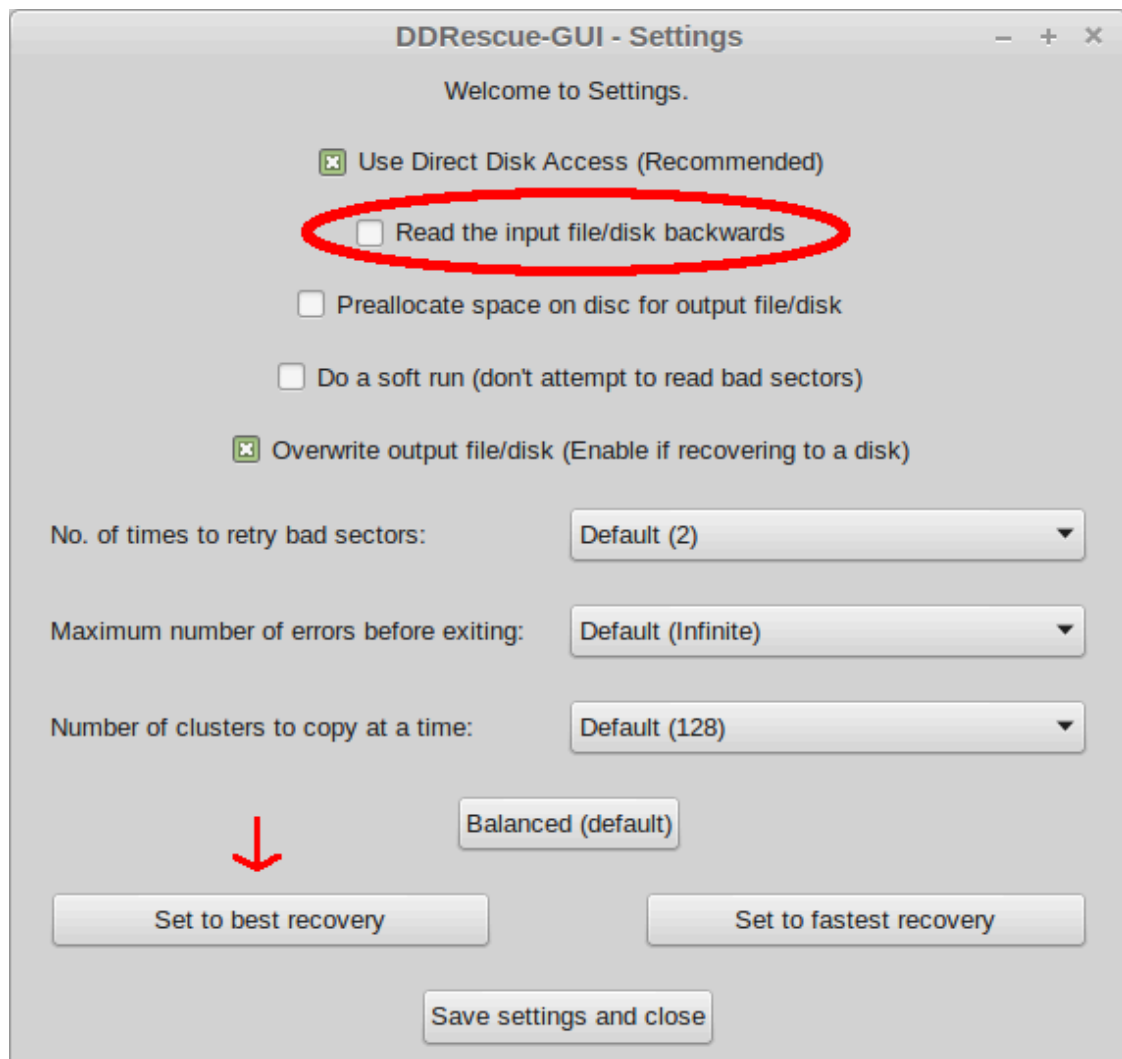 DDRescue-GUI - Settings
Welcome to Settings.
Use Direct Disk Access (Recommended)
Read the input file/disk backwards
Preallocate space on disc for output file/disk
Do a soft run (don't attempt to read bad sectors)
Overwrite output file/disk (Enable if recovering to a disk)
No. of times to retry bad sectors: Default (2)
Maximum number of errors before exiting: Default (Infinite)
Number of clusters to copy at a time: Default (128)
Balanced (default)
Set to best recovery Set to fastest recovery
Save settings and close